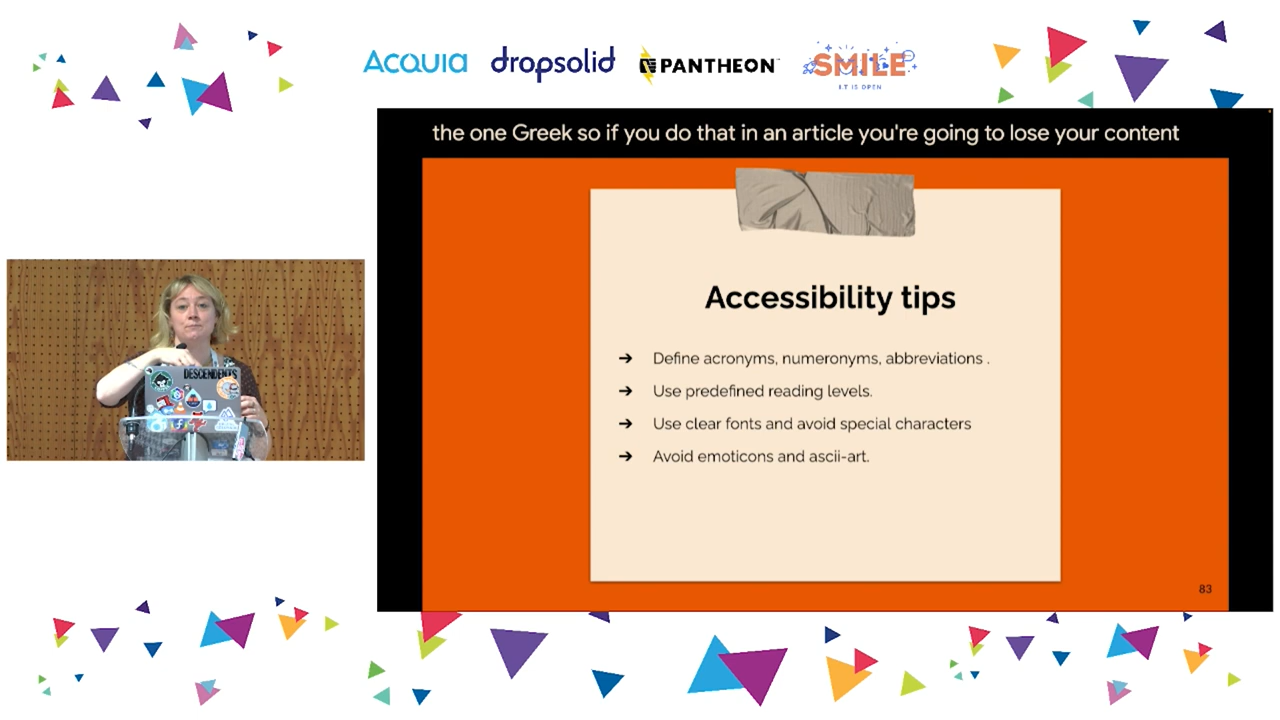 Acquia
dropsolid
PANTHEON
SMILE
I.T IS OPEN
the one Greek so if you do that in an article you're going to lose your content
Accessibility tips
➔ Define acronyms, numeronyms, abbreviations .
➔ Use predefined reading levels.
➔ Use clear fonts and avoid special characters
➔ Avoid emoticons and ascii-art.
DESCENDENTS
83